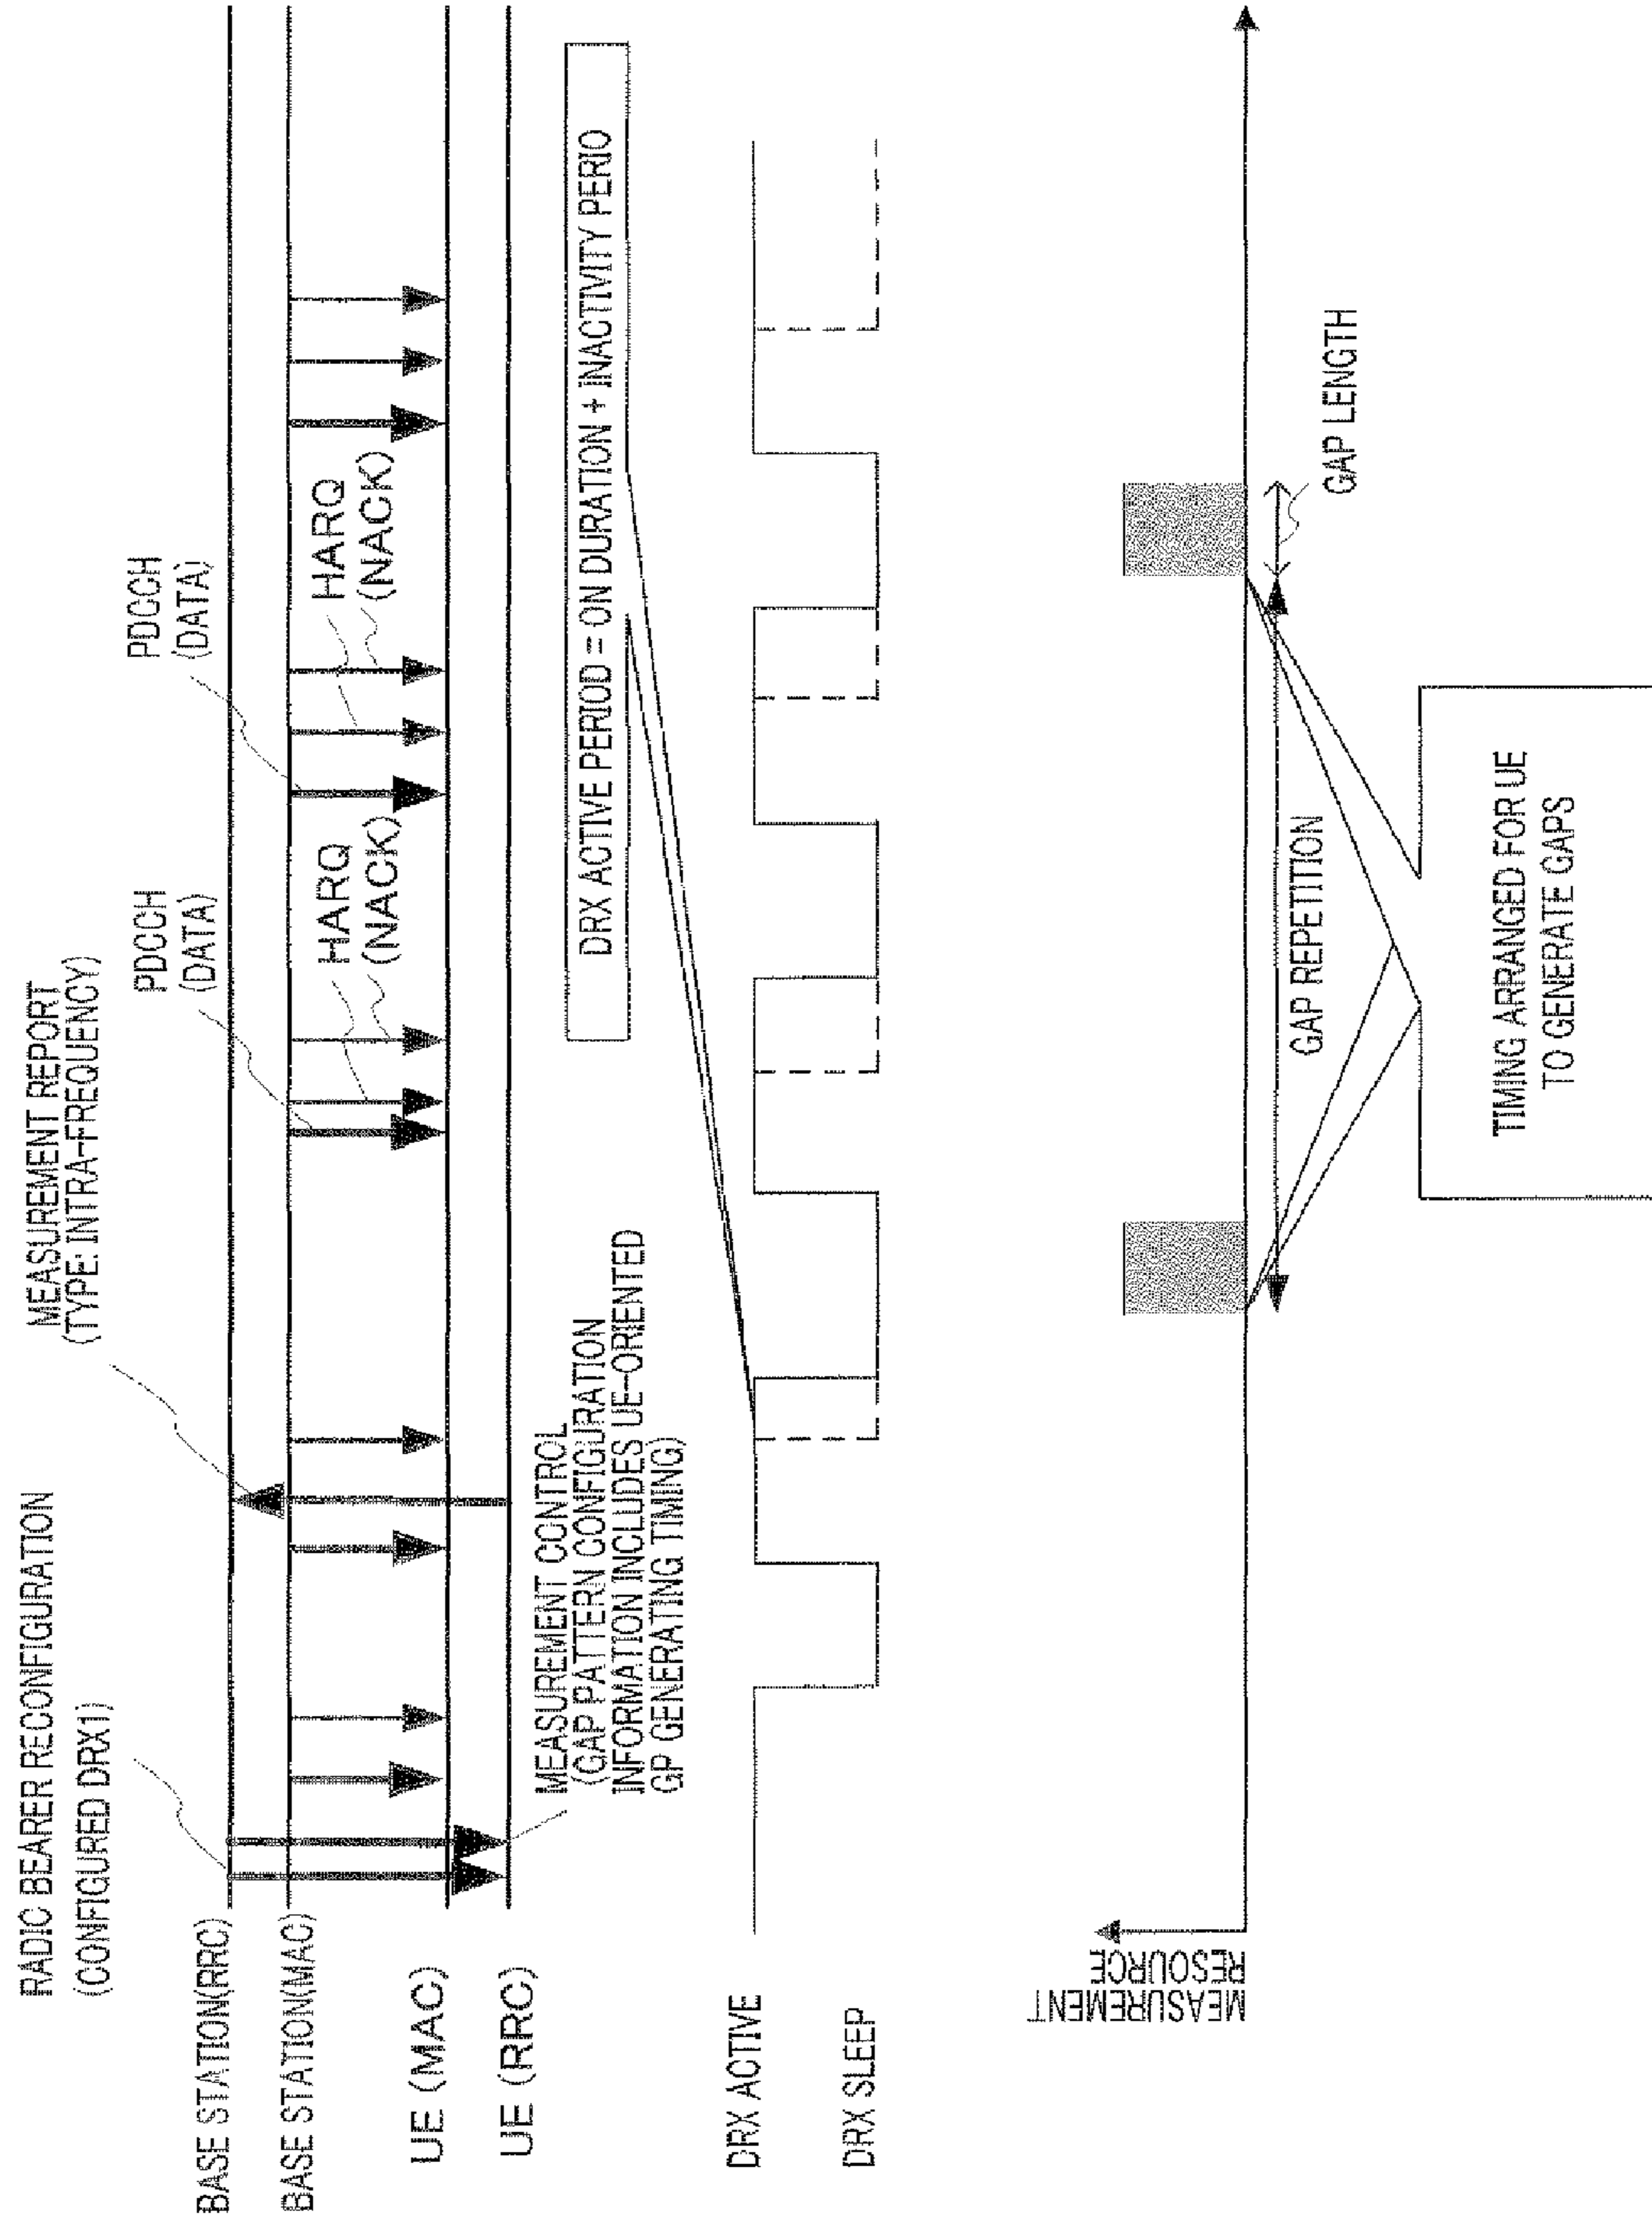 RADIC BEARER RECONFIGURATION
(CONFIGURED DRX1)
MEASUREMENT REPORT
(TYPE: INTRA-FREQUENCY)
PDCCH
(DATA)
PDCCH
(DATA)
BASE STATION(RRC)
BASE STATION(MAC)
HARQ
(NACK)
HARQ
(NACK)
UE (MAC)
UE (RRC)
MEASUREMENT CONTROL
(GAP PATTERN CONFIGURATION
INFORMATION INCLUDES UE-ORIENTED
GP GENERATING TIMING)
DRX ACTIVE PERIOD = ON DURATION + INACTIVITY PERIO
DRX ACTIVE
DRX SLEEP
MEASUREMENT
RESOURCE
GAP REPETITION
GAP LENGTH
TIMING ARRANGED FOR UE
TO GENERATE GAPS